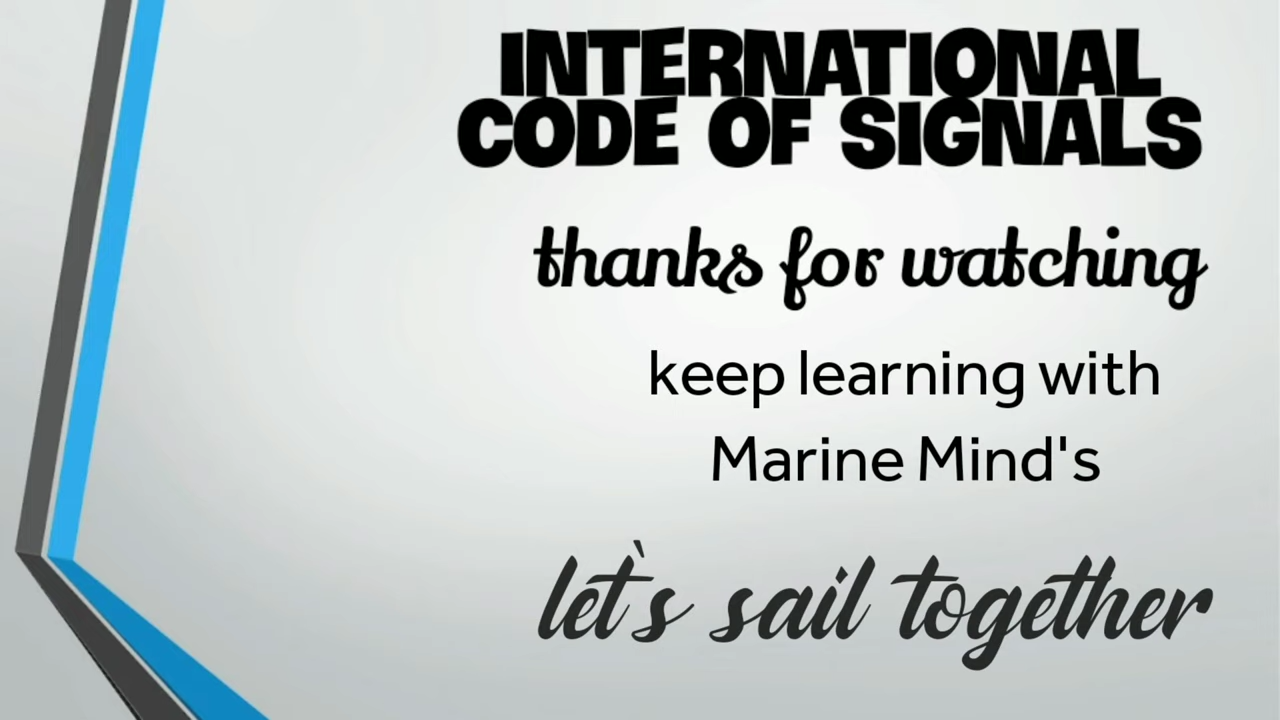 INTERNATIONAL
CODE OF SIGNALS
thanks for watching
keep learning with
Marine Mind's
let`s sail together